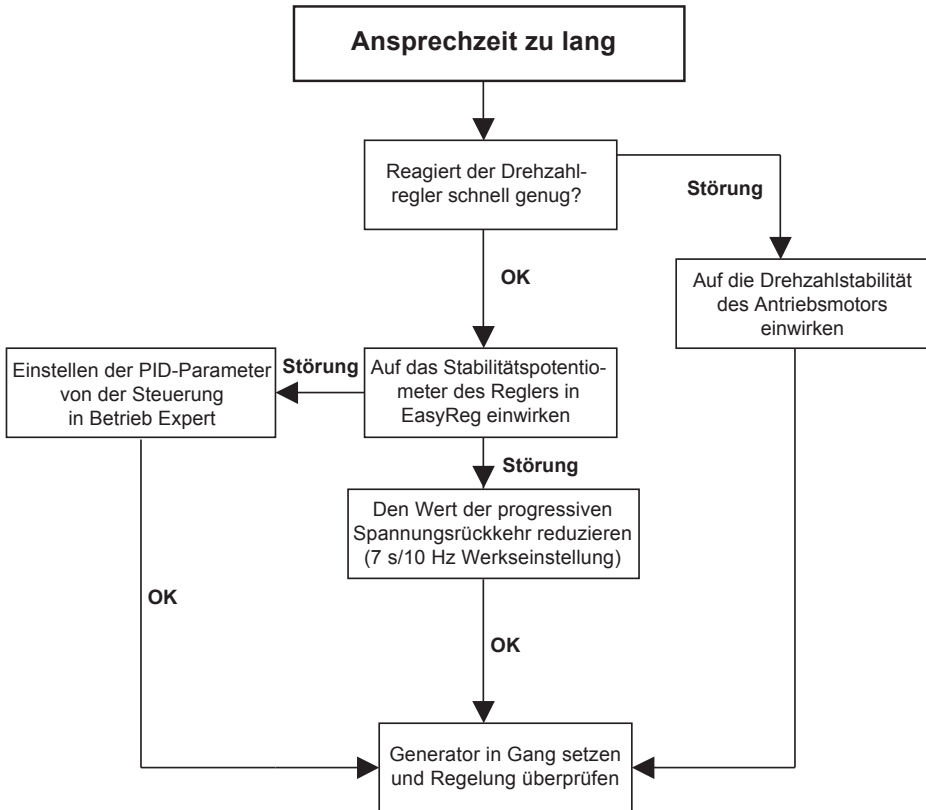 Ansprechzeit zu lang
Reagiert der Drehzahl-
regler schnell genug?
Störung
OK
Auf die Drehzahlstabilität
des Antriebsmotors
einwirken
Einstellen der PID-Parameter
von der Steuerung
in Betrieb Expert
Störung
Auf das Stabilitätspotentio-
meter des Reglers in
EasyReg einwirken
Störung
Den Wert der progressiven
Spannungsrückkehr reduzieren
(7 s/10 Hz Werkseinstellung)
OK
OK
Generator in Gang setzen
und Regelung überprüfen